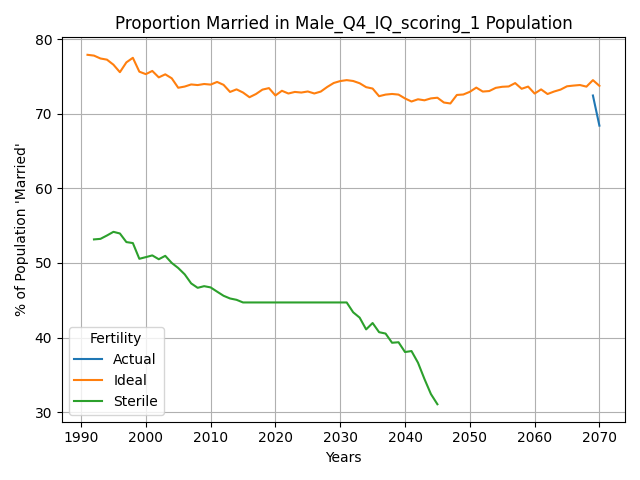 Proportion Married in Male_Q4_IQ_scoring_1 Population
80
70
60
50
40
30
% of Population 'Married'
Fertility
Actual
Ideal
Sterile
1990 2000 2010 2020 2030 2040 2050 2060 2070
Years